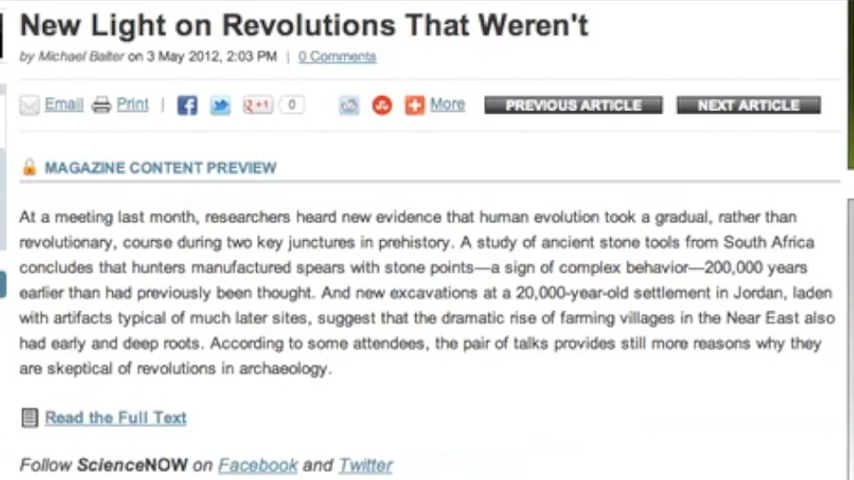 New Light on Revolutions That Weren't
by Michael Balter on 3 May 2012, 2:03 PM | 0 Comments
Email Print | +1 0 More PREVIOUS ARTICLE NEXT ARTICLE
MAGAZINE CONTENT PREVIEW
At a meeting last month, researchers heard new evidence that human evolution took a gradual, rather than
revolutionary, course during two key junctures in prehistory. A study of ancient stone tools from South Africa
concludes that hunters manufactured spears with stone points—a sign of complex behavior—200,000 years
earlier than had previously been thought. And new excavations at a 20,000-year-old settlement in Jordan, laden
with artifacts typical of much later sites, suggest that the dramatic rise of farming villages in the Near East also
had early and deep roots. According to some attendees, the pair of talks provides still more reasons why they
are skeptical of revolutions in archaeology.
Read the Full Text
Follow ScienceNOW on Facebook and Twitter